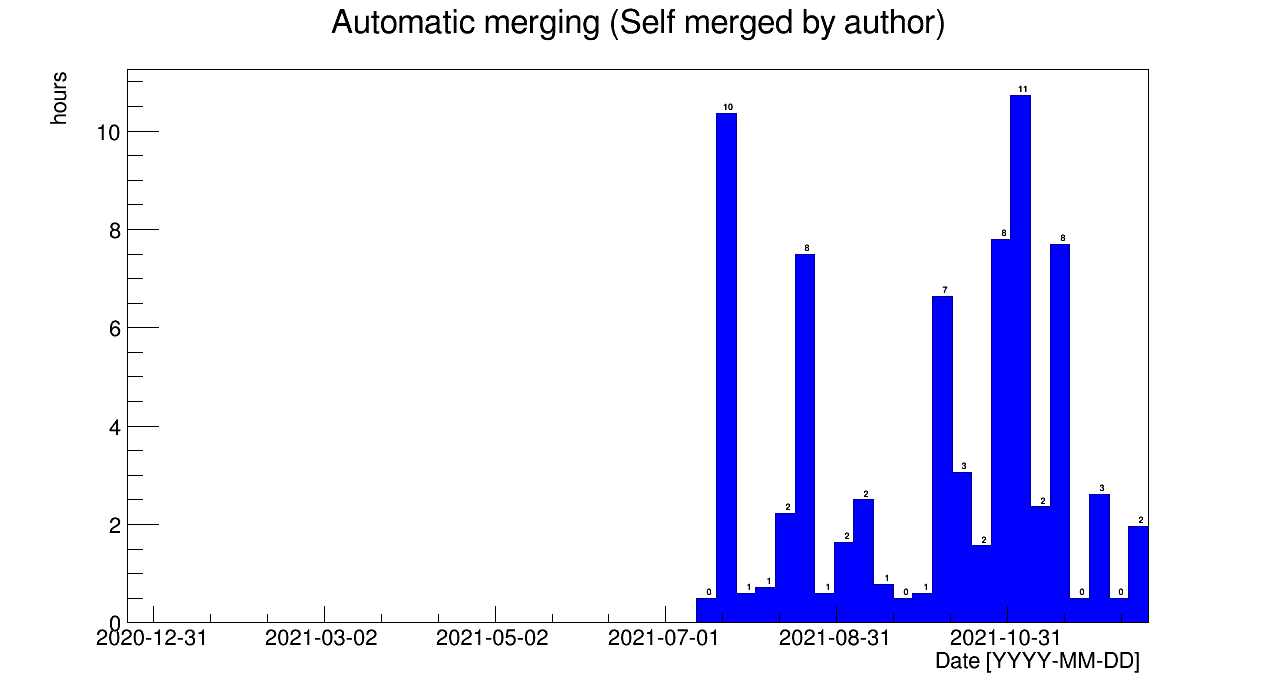 Automatic merging (Self merged by author)
hours
10
8
6
4
2
0
0 10 1 1 2 8 1 2 2 1 0 1 7 3 2 8 11 2 8 0 3 0 2
2020-12-31 2021-03-02 2021-05-02 2021-07-01 2021-08-31 2021-10-31
Date [YYYY-MM-DD]